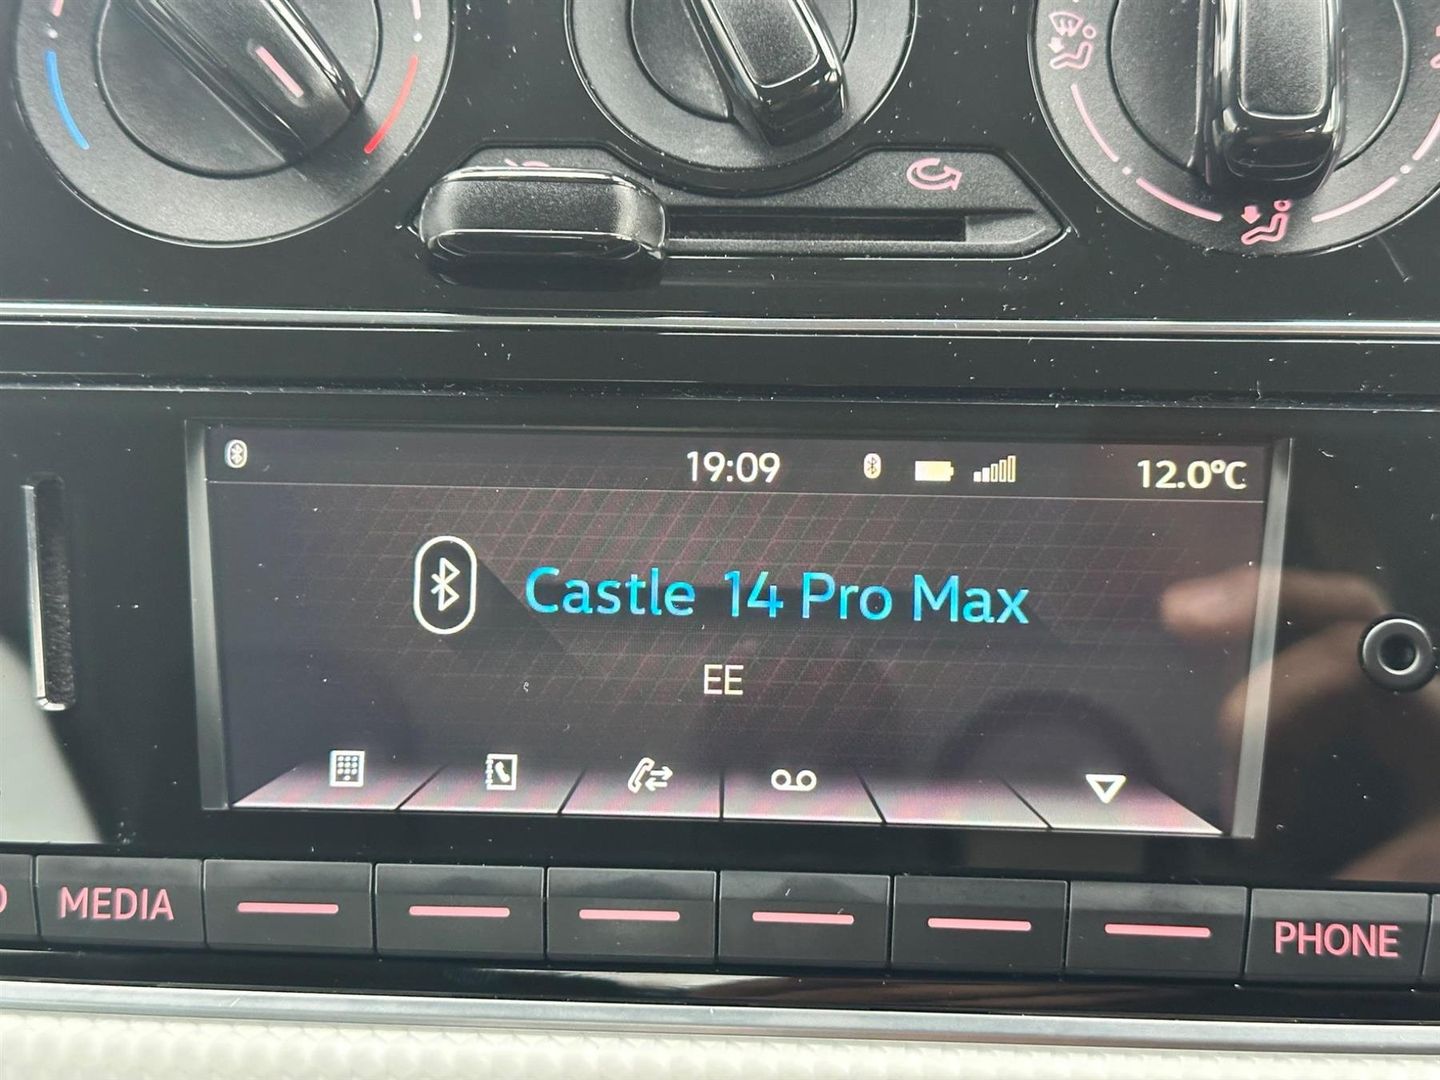 19:09 12.0°C
Castle 14 Pro Max
EE
MEDIA PHONE